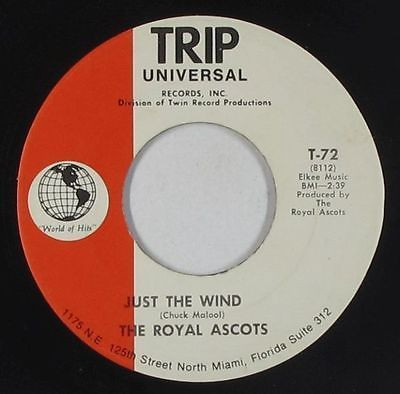 TRIP
UNIVERSAL
RECORDS, INC.
Division of Twin Record Productions
T-72
(8112)
Elkee Music
BMI—2:39
Produced by
The
Royal Ascots
"World of Hits"
JUST THE WIND
(Chuck Malool)
THE ROYAL ASCOTS
1175 N.E. 125th Street North Miami, Florida Suite 312